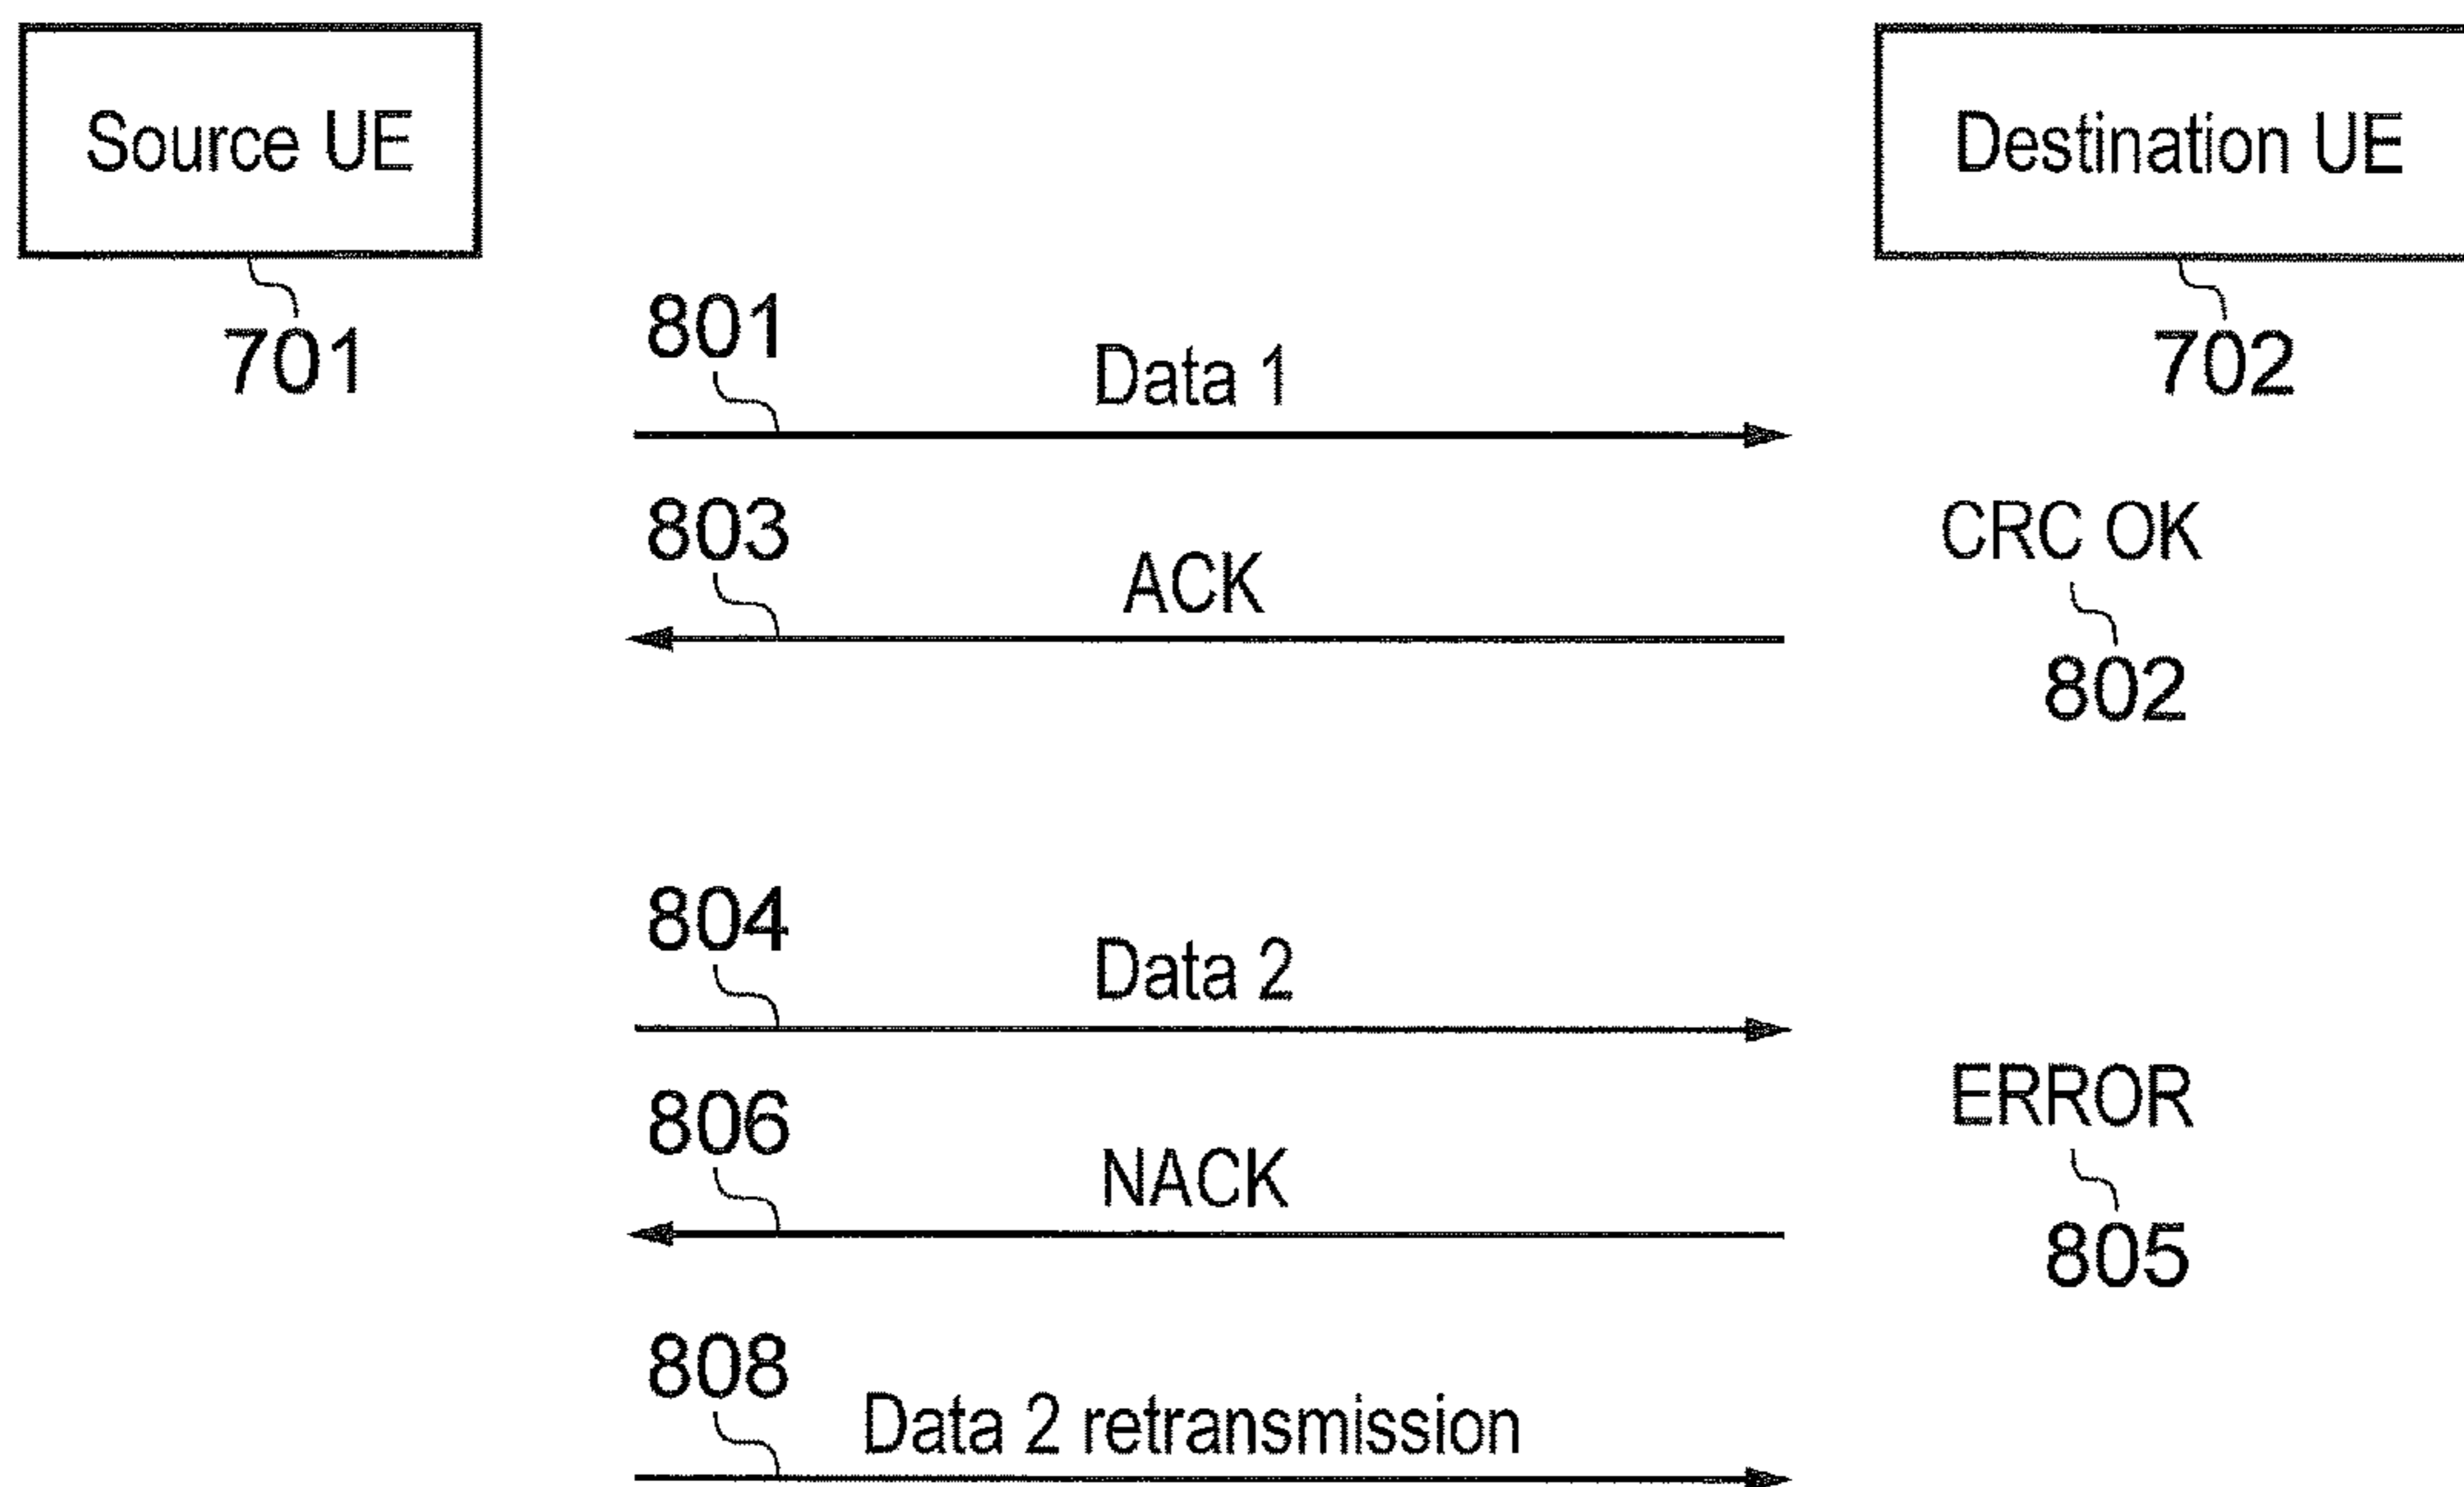 Source UE
Destination UE
701
702
801
Data 1
803
ACK
CRC OK
802
804
Data 2
806
NACK
ERROR
805
808
Data 2 retransmission